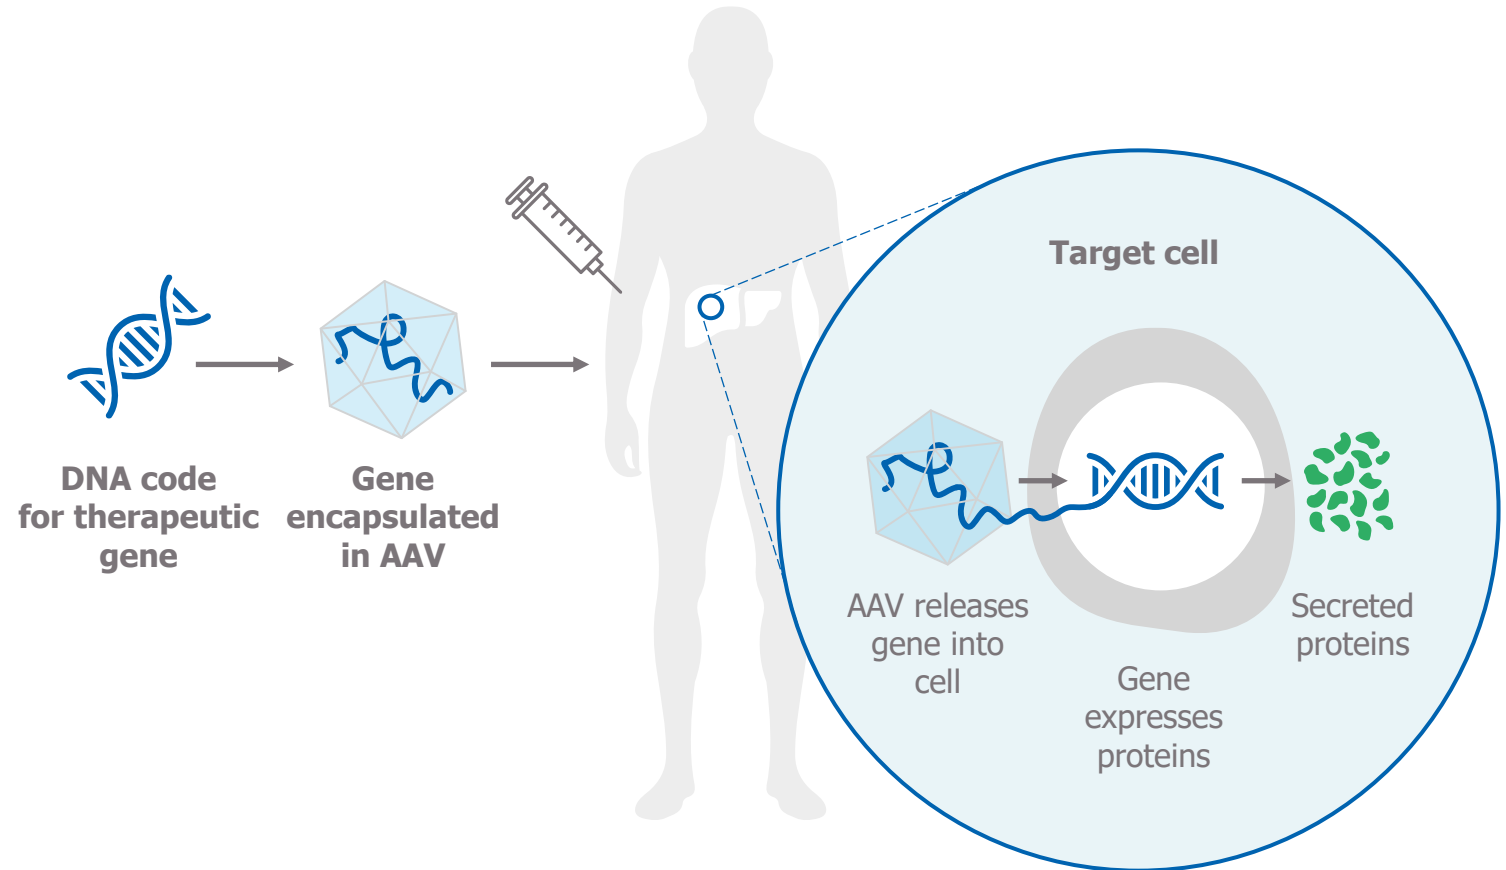 DNA code
for therapeutic
gene
Gene
encapsulated
in AAV
Target cell
AAV releases
gene into
cell
Gene
expresses
proteins
Secreted
proteins